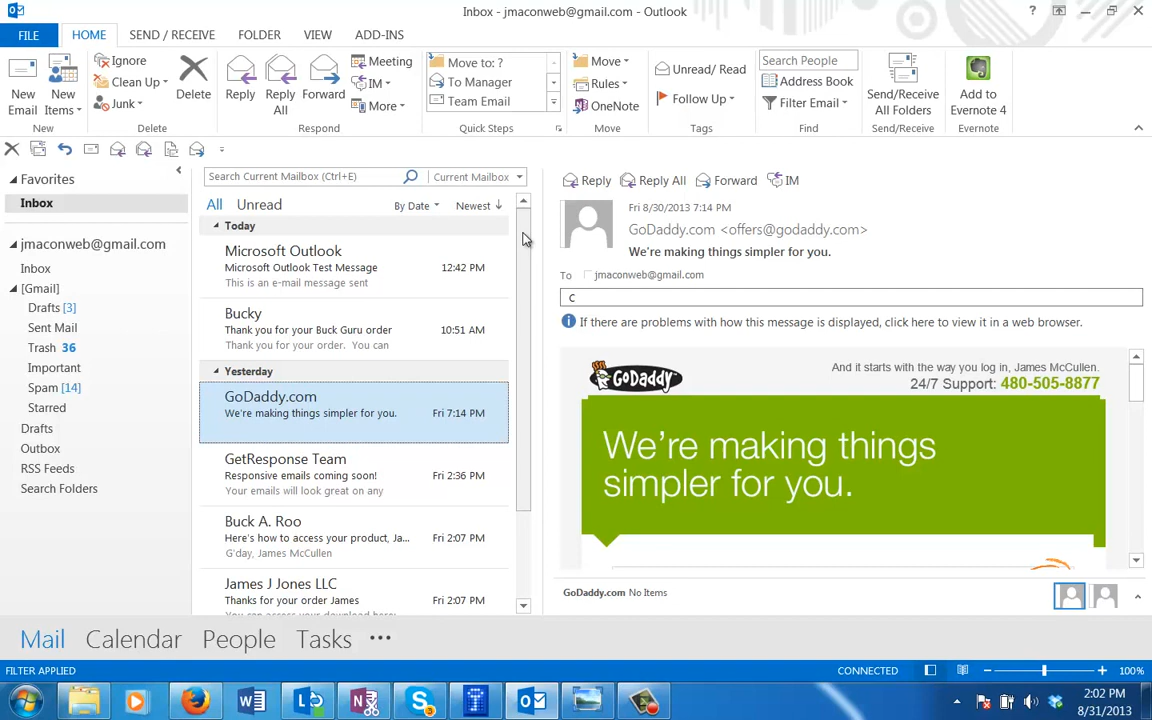 Inbox - jmaconweb@gmail.com - Outlook
?
FILE HOME SEND / RECEIVE FOLDER VIEW ADD-INS
New Email
New Items
New
Ignore
Clean Up
Junk
Delete
Delete
Reply
Reply All
Forward
Meeting
IM
More
Respond
Move to: ?
To Manager
Team Email
Quick Steps
Move
Rules
OneNote
Move
Unread/ Read
Follow Up
Tags
Search People
Address Book
Filter Email
Find
Send/Receive All Folders
Send/Receive
Add to Evernote 4
Evernote
Favorites
Inbox
jmaconweb@gmail.com
Inbox
[Gmail]
Drafts [3]
Sent Mail
Trash 36
Important
Spam [14]
Starred
Drafts
Outbox
RSS Feeds
Search Folders
Search Current Mailbox (Ctrl+E) Current Mailbox
All Unread By Date Newest
Today
Microsoft Outlook
Microsoft Outlook Test Message 12:42 PM
This is an e-mail message sent
Bucky
Thank you for your Buck Guru order 10:51 AM
Thank you for your order. You can
Yesterday
GoDaddy.com
We're making things simpler for you. Fri 7:14 PM
GetResponse Team
Responsive emails coming soon! Fri 2:36 PM
Your emails will look great on any
Buck A. Roo
Here's how to access your product, Ja... Fri 2:07 PM
G'day, James McCullen
James J Jones LLC
Thanks for your order James Fri 2:07 PM
You can access your download here:
Reply Reply All Forward IM
Fri 8/30/2013 7:14 PM
GoDaddy.com <offers@godaddy.com>
We're making things simpler for you.
To jmaconweb@gmail.com
C
If there are problems with how this message is displayed, click here to view it in a web browser.
GoDaddy
And it starts with the way you log in, James McCullen.
24/7 Support: 480-505-8877
We're making things
simpler for you.
GoDaddy.com No Items
Mail Calendar People Tasks •••
FILTER APPLIED CONNECTED 100%
2:02 PM
8/31/2013